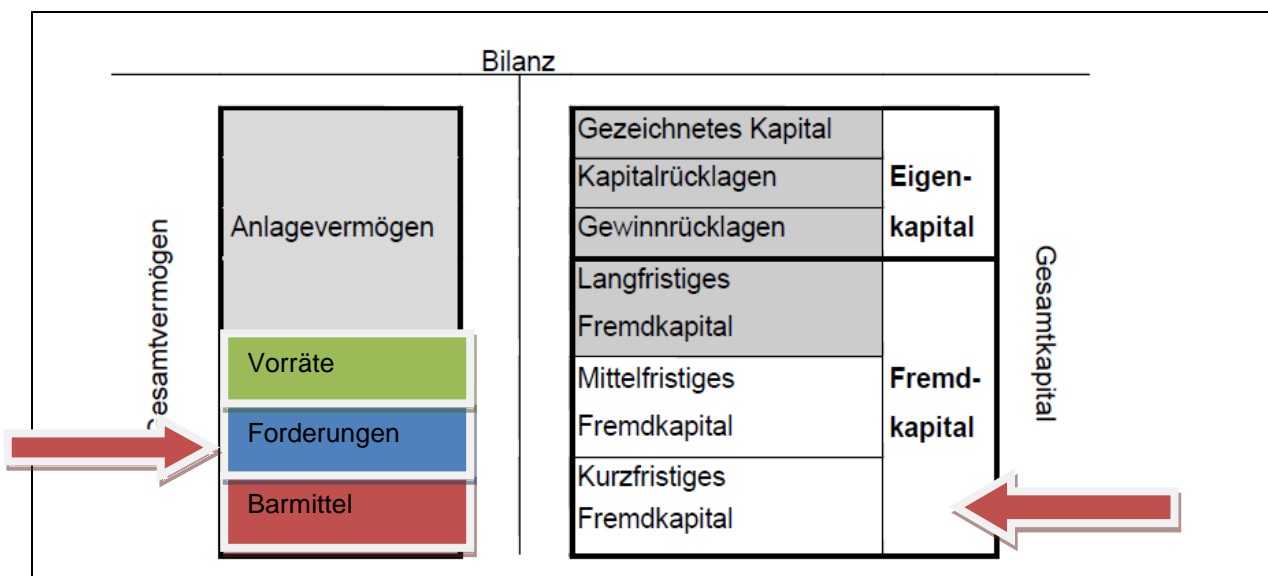 Bilanz
Gesamtvermögen
Anlagevermögen
Vorräte
Forderungen
Barmittel
Gezeichnetes Kapital
Kapitalrücklagen
Gewinnrücklagen
Eigen-
kapital
Langfristiges
Fremdkapital
Mittelfristiges
Fremdkapital
Kurzfristiges
Fremdkapital
Fremd-
kapital
Gesamtkapital